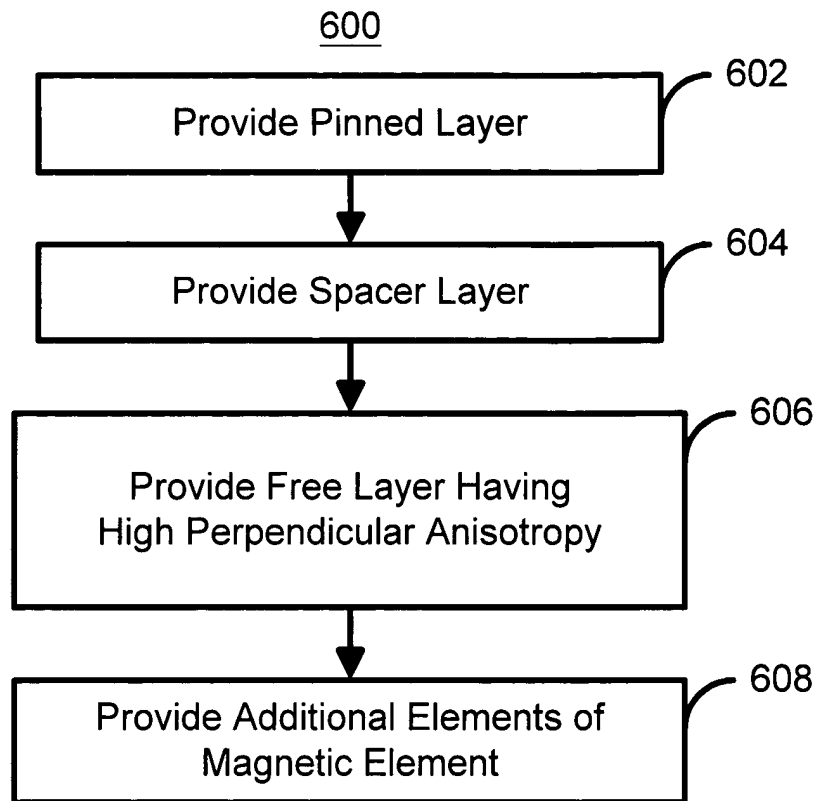 600
602
Provide Pinned Layer
604
Provide Spacer Layer
606
Provide Free Layer Having
High Perpendicular Anisotropy
608
Provide Additional Elements of
Magnetic Element